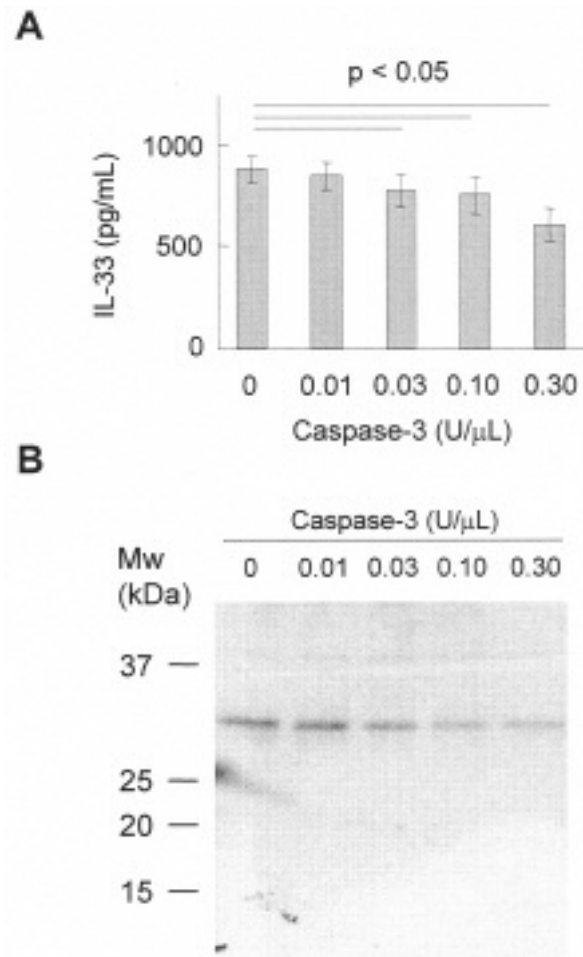 A
p < 0.05
IL-33 (pg/mL)
1000
500
0
0 0.01 0.03 0.10 0.30
Caspase-3 (U/μL)
B
Caspase-3 (U/μL)
Mw
(kDa)
0 0.01 0.03 0.10 0.30
37
25
20
15